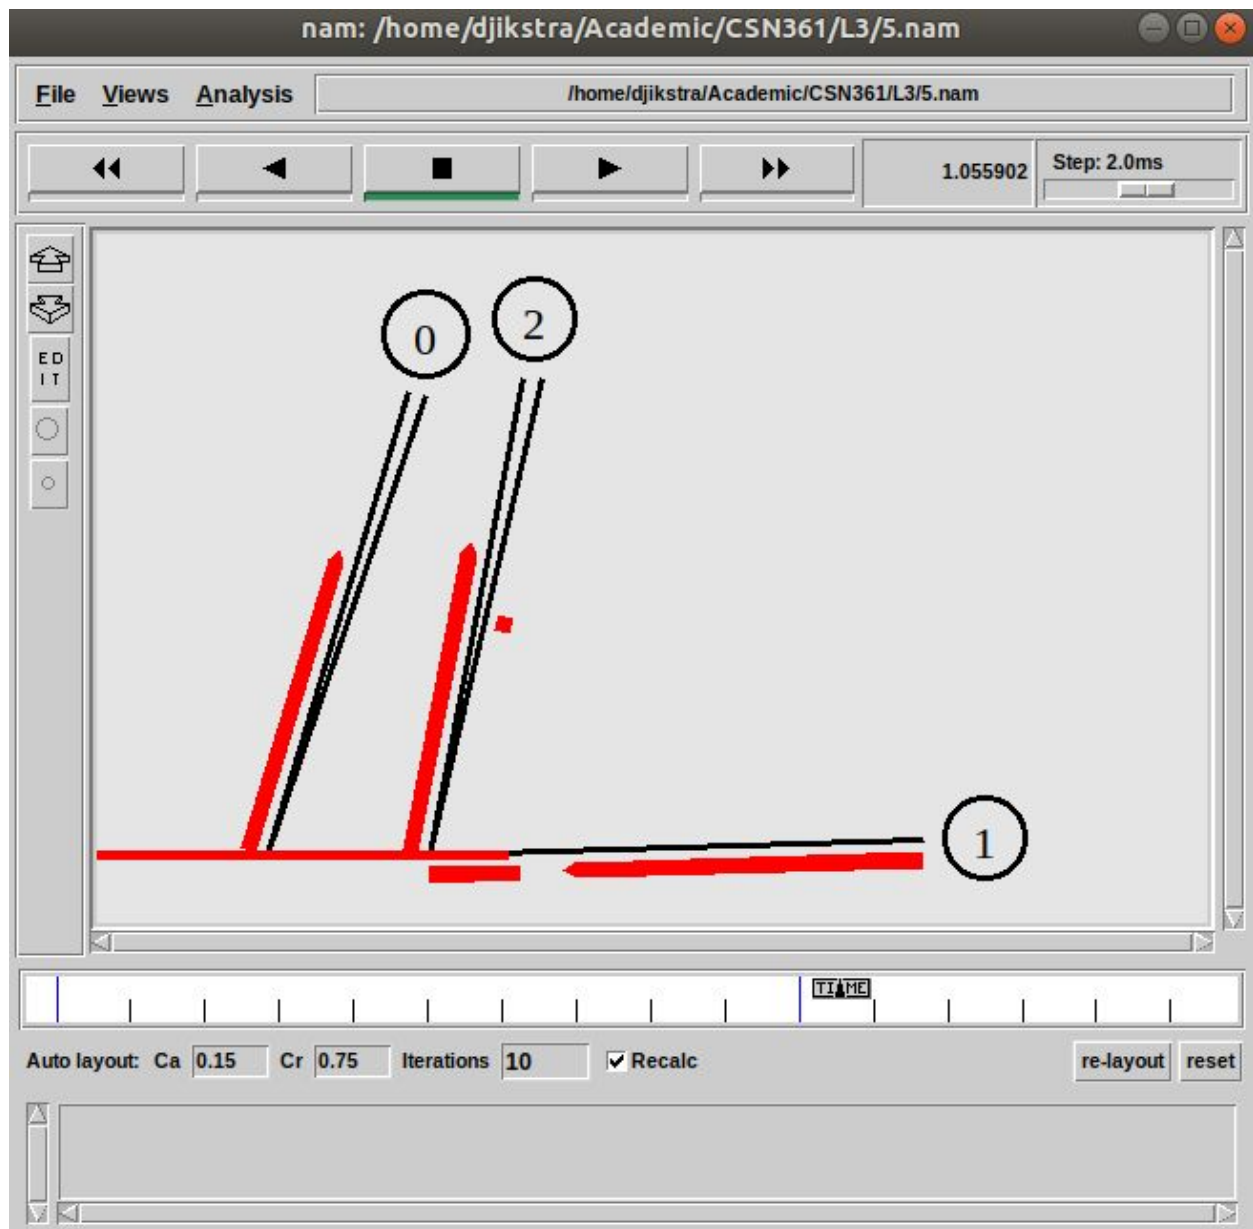 nam: /home/djikstra/Academic/CSN361/L3/5.nam
File Views Analysis /home/djikstra/Academic/CSN361/L3/5.nam
1.055902 Step: 2.0ms
E D
I T
0 2
1
TIME
Auto layout: Ca 0.15 Cr 0.75 Iterations 10 Recalc re-layout reset